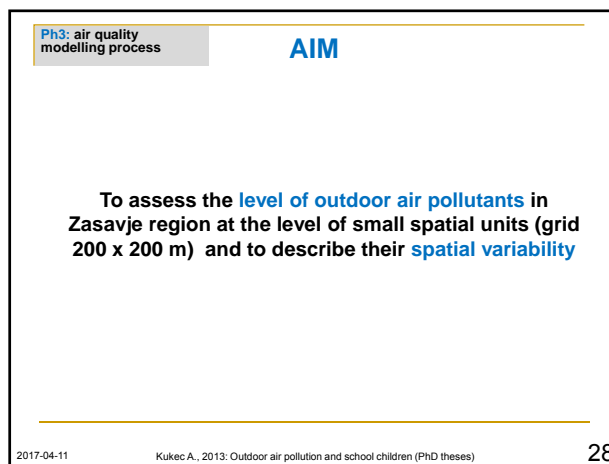 Ph3: air quality
modelling process
AIM
To assess the level of outdoor air pollutants in
Zasavje region at the level of small spatial units (grid
200 x 200 m) and to describe their spatial variability
2017-04-11
Kukec A., 2013: Outdoor air pollution and school children (PhD theses)
28